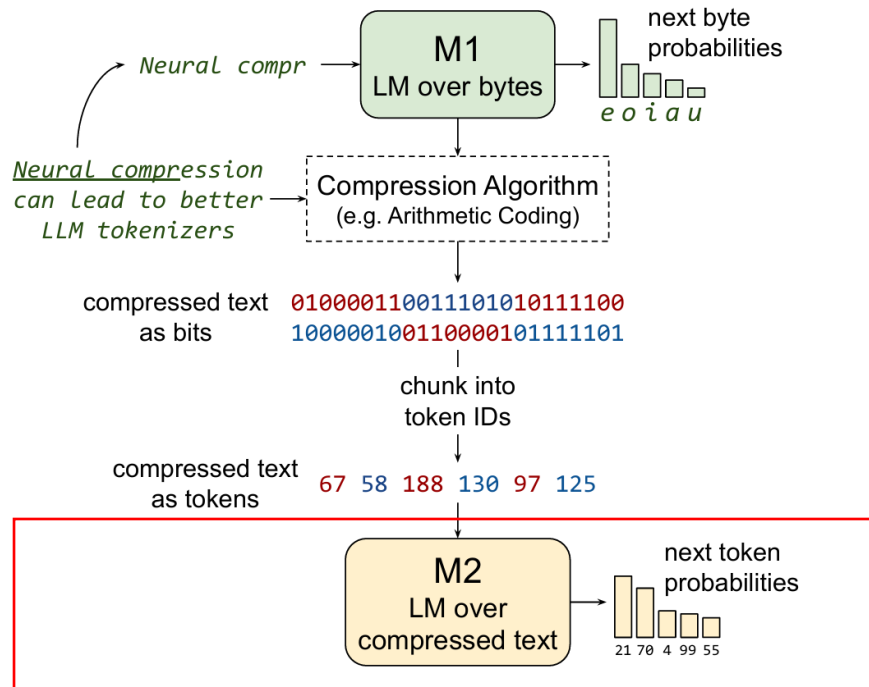 M1
LM over bytes
next byte
probabilities
e o i a u
Neural compr
Neural compression
can lead to better
LLM tokenizers
Compression Algorithm
(e.g. Arithmetic Coding)
compressed text
as bits
010000110011101010111100
100000100110000101111101
chunk into
token IDs
compressed text
as tokens
67 58 188 130 97 125
M2
LM over
compressed text
next token
probabilities
21 70 4 99 55